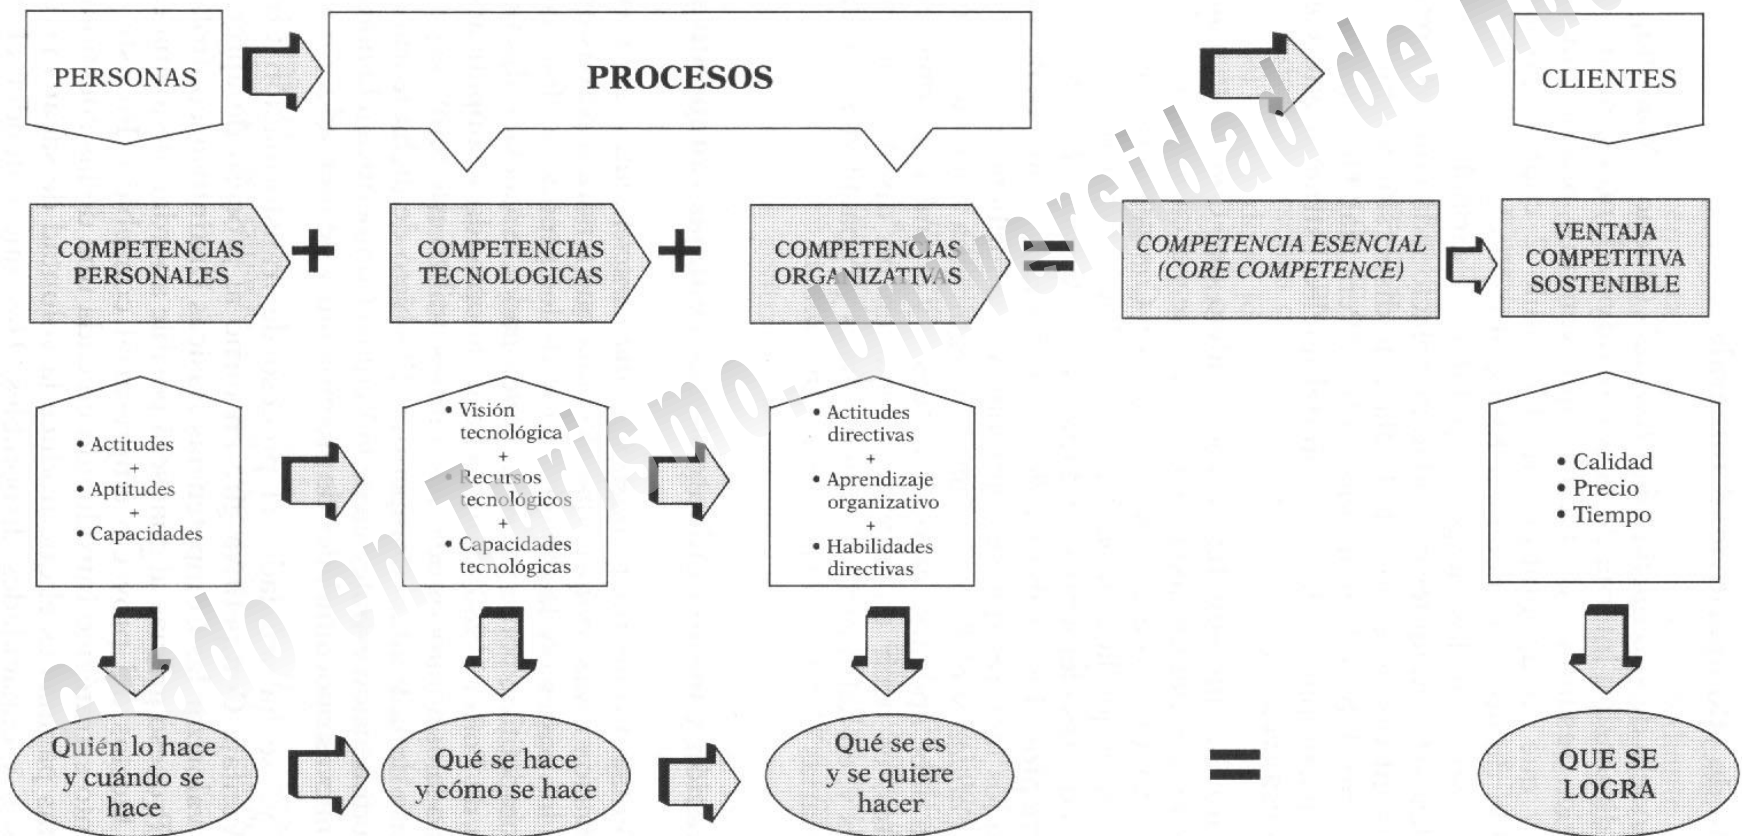 PERSONAS
PROCESOS
CLIENTES
COMPETENCIAS
PERSONALES
+
COMPETENCIAS
TECNOLOGICAS
+
COMPETENCIAS
ORGANIZATIVAS
=
COMPETENCIA ESENCIAL
(CORE COMPETENCE)
VENTAJA
COMPETITIVA
SOSTENIBLE
• Actitudes
+
• Aptitudes
+
• Capacidades
• Visión
tecnológica
+
• Recursos
tecnológicos
+
• Capacidades
tecnológicas
• Actitudes
directivas
+
• Aprendizaje
organizativo
+
• Habilidades
directivas
• Calidad
• Precio
• Tiempo
Quién lo hace
y cuándo se
hace
Qué se hace
y cómo se hace
Qué se es
y se quiere
hacer
=
QUE SE
LOGRA
Grado en Turismo. Universidad de